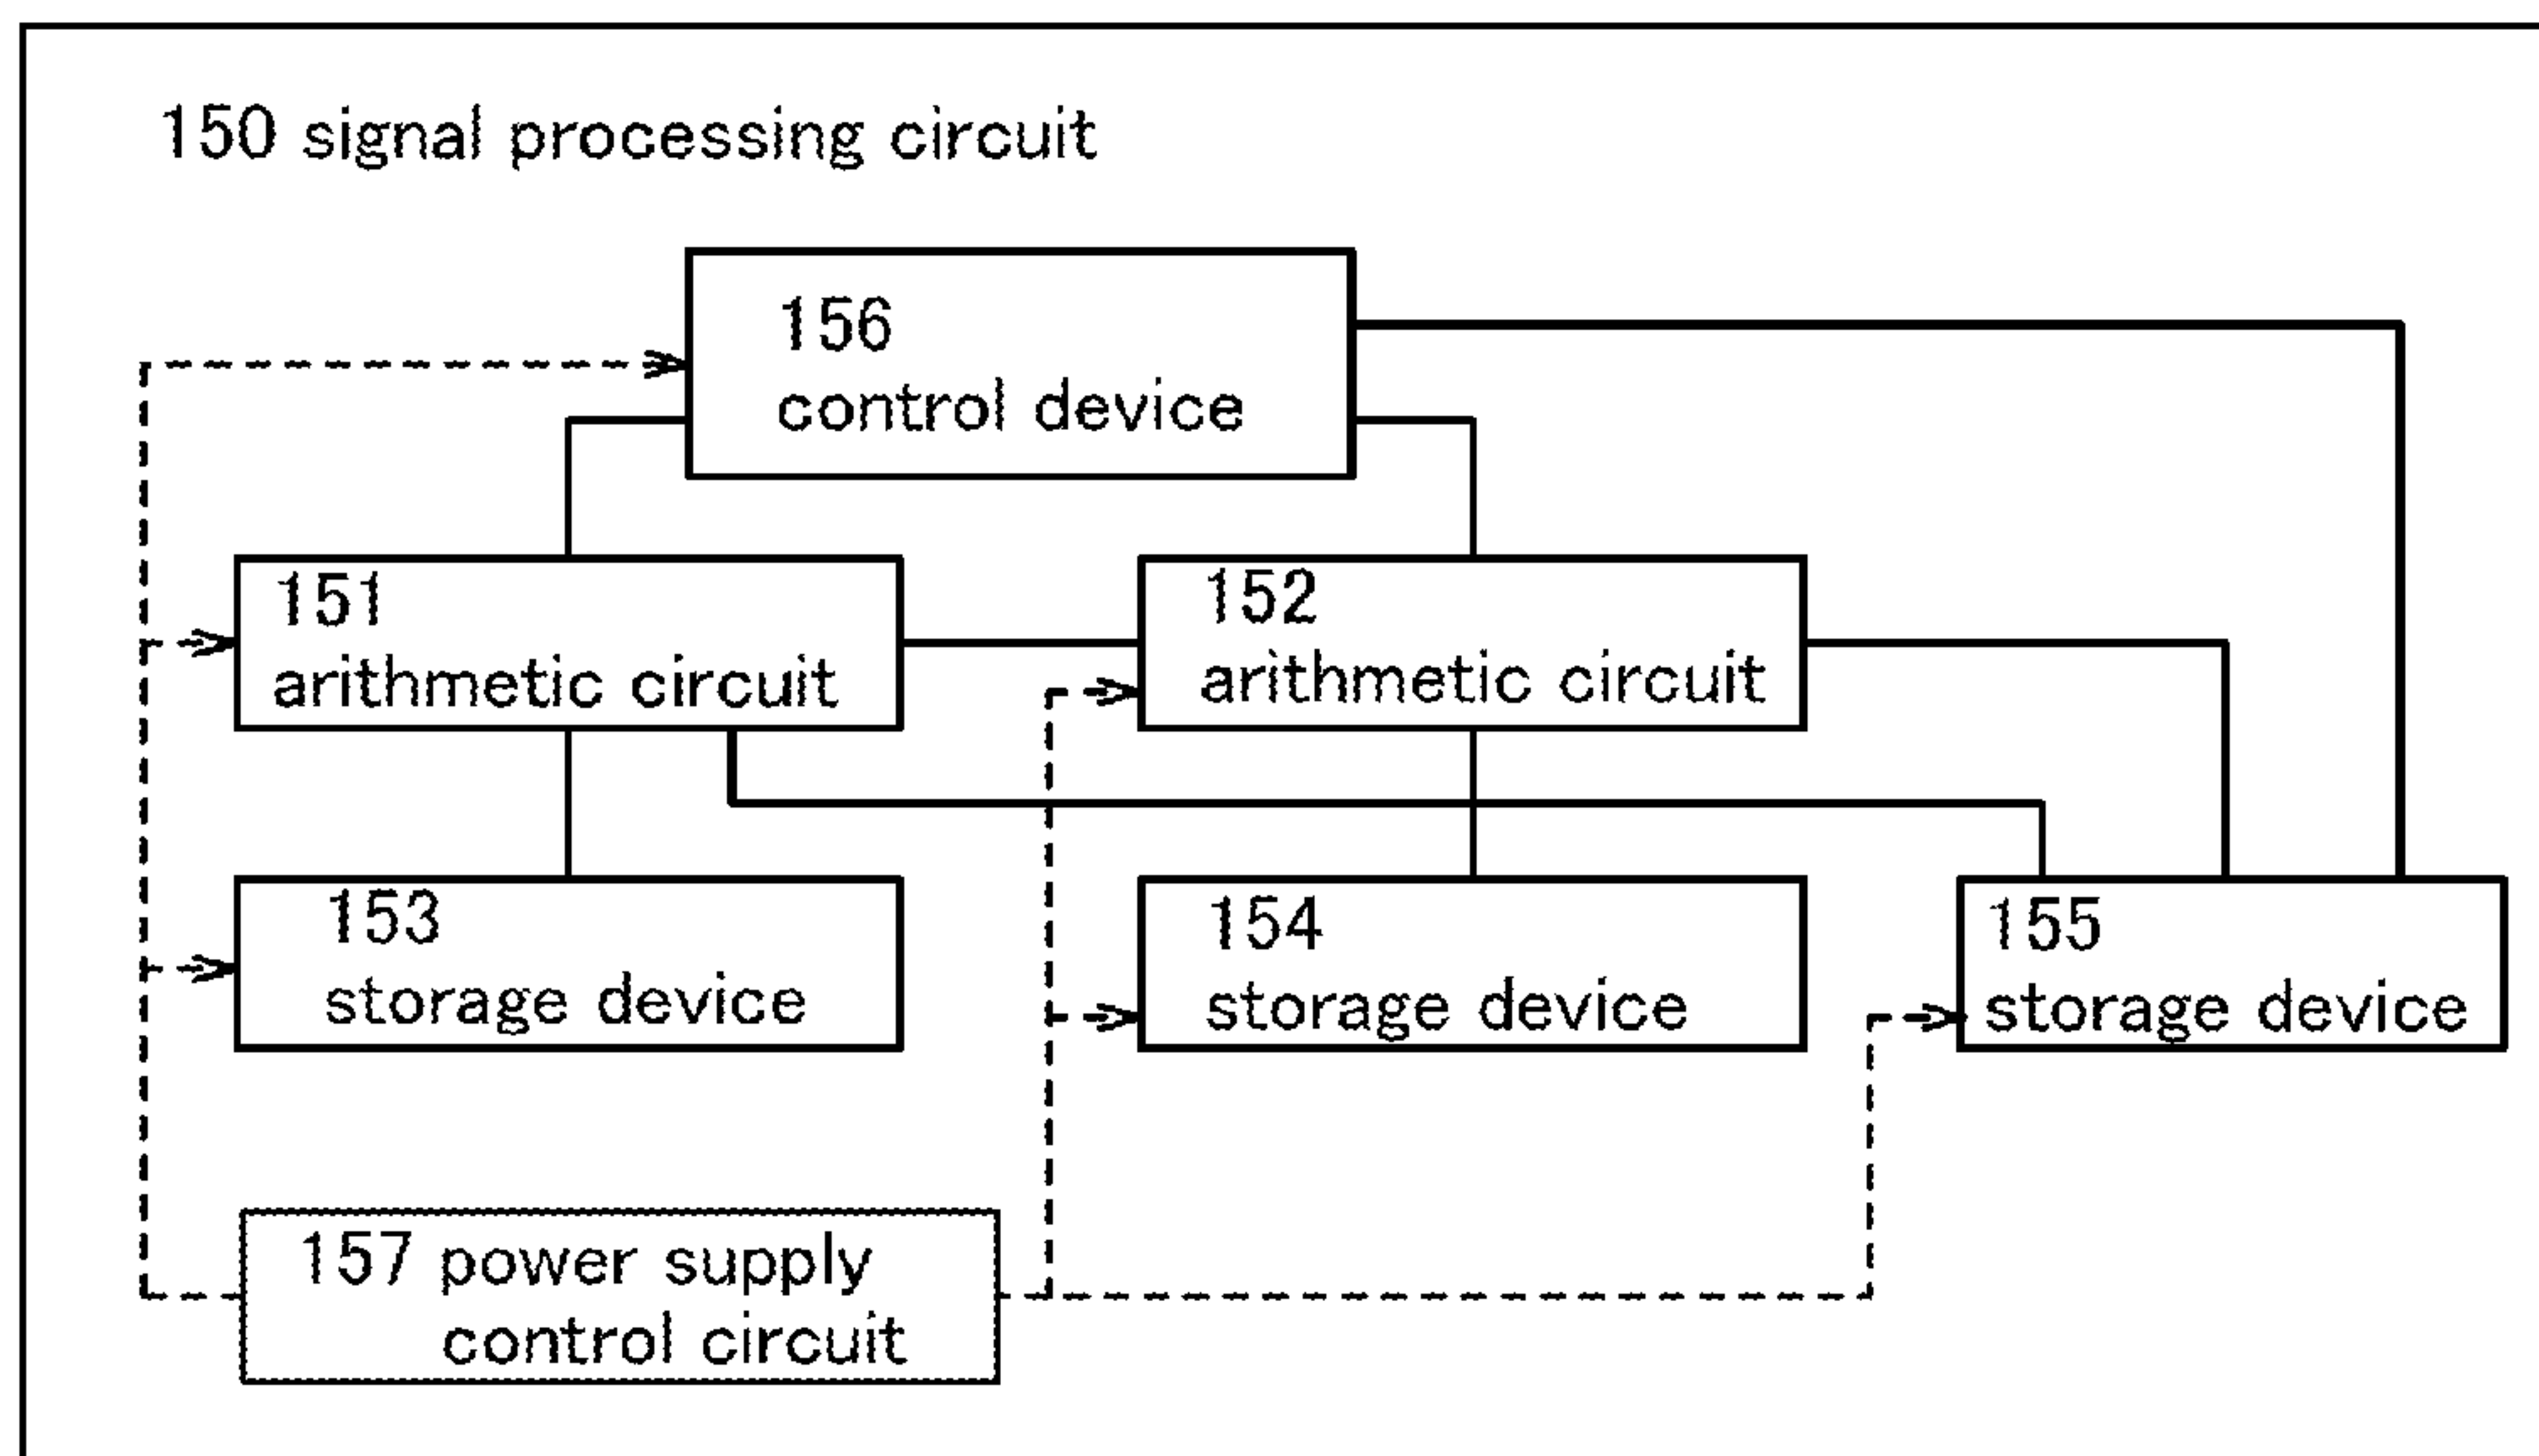 150 signal processing circuit
156
control device
151
arithmetic circuit
152
arithmetic circuit
153
storage device
154
storage device
155
storage device
157 power supply
control circuit